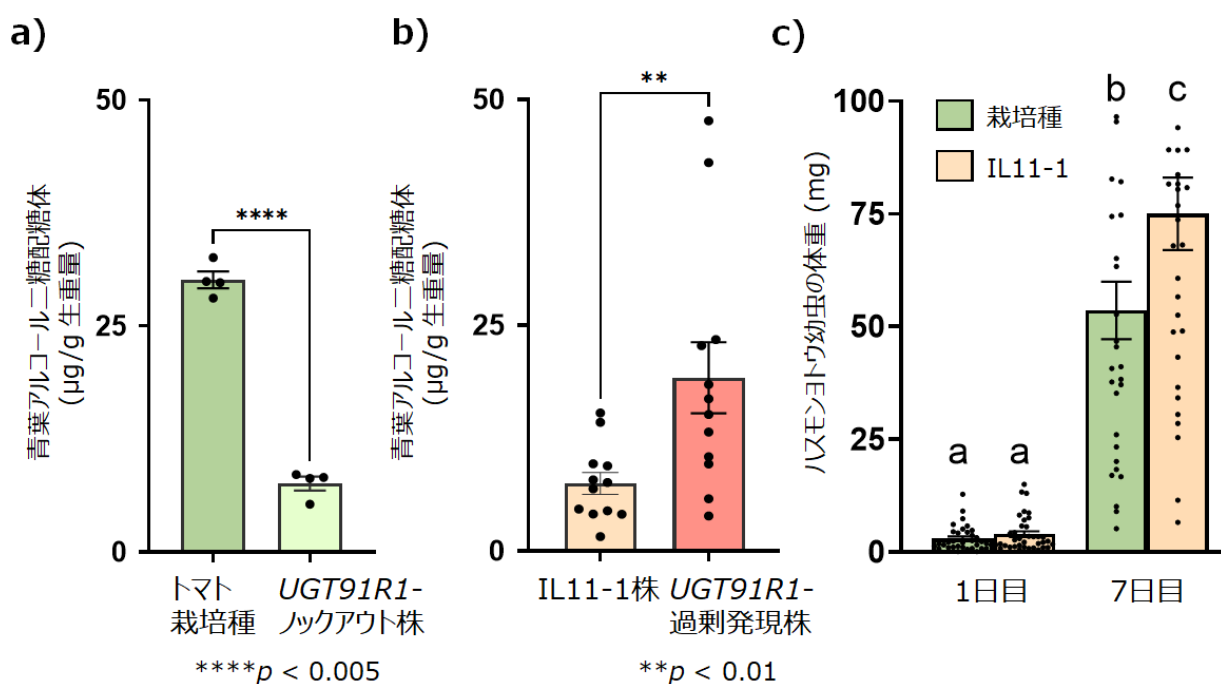 a)
青葉アルコール二糖配糖体
(μg/g 生重量)
50
25
0
****
トマト
栽培種
UGT91R1-
ノックアウト株
****p < 0.005
b)
青葉アルコール二糖配糖体
(μg/g 生重量)
50
25
0
**
IL11-1株
UGT91R1-
過剰発現株
**p < 0.01
c)
ハスモンヨトウ幼虫の体重 (mg)
100
75
50
25
0
栽培種
IL11-1
a
a
b
c
1日目
7日目